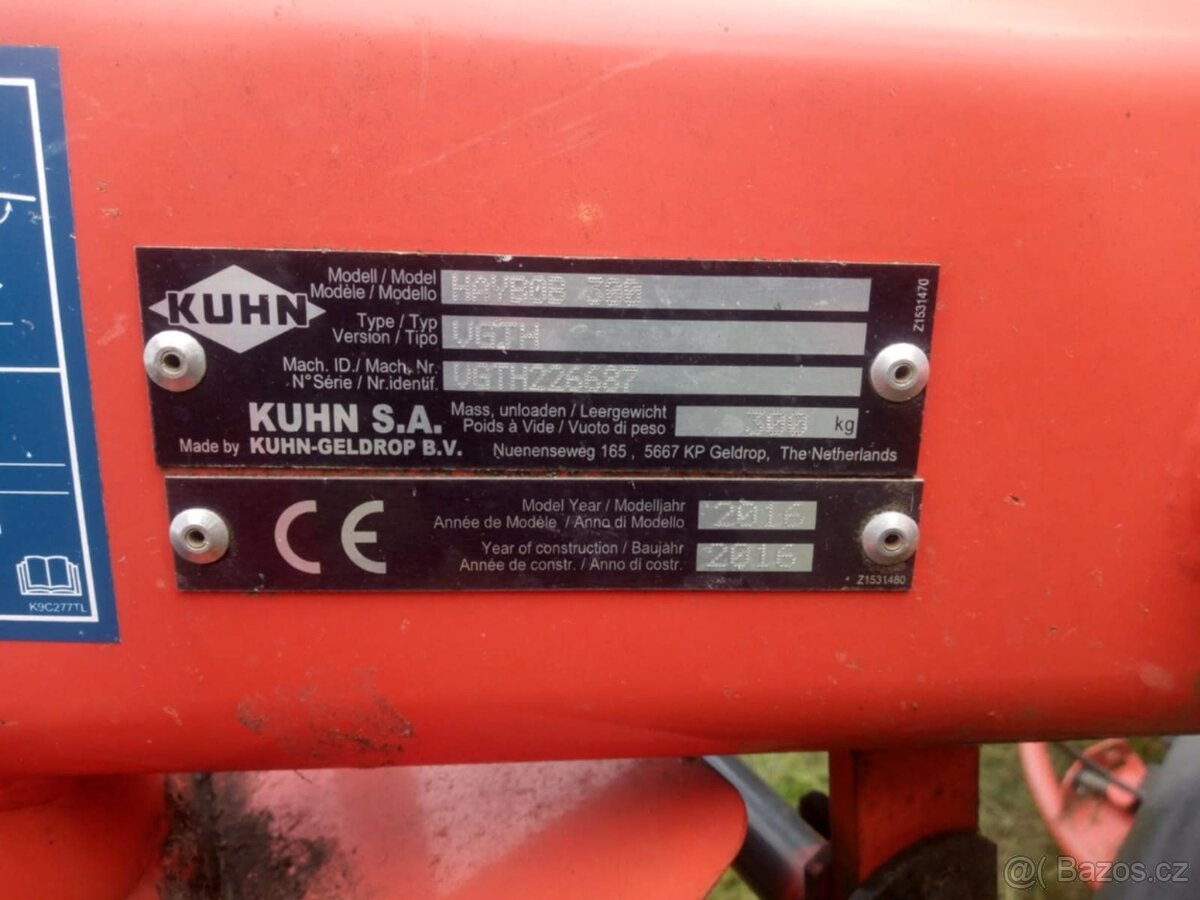 KUHN
Modell / Model HAYBOB 300
Modèle / Modello
Type / Typ VGTH
Version / Tipo
Mach. ID./ Mach. Nr. VGTH226687
N°Série / Nr.identif.
KUHN S.A. Mass, unloaden / Leergewicht 300 kg
Poids à Vide / Vuoto di peso
Made by KUHN-GELDROP B.V. Nuenenseweg 165 , 5667 KP Geldrop, The Netherlands
Z1531470
CE
Model Year / Modelljahr 2016
Année de Modèle / Anno di Modello
Year of construction / Baujahr 2016
Année de constr. / Anno di costr.
Z1531480
K9C277TL
@( Bazos.cz